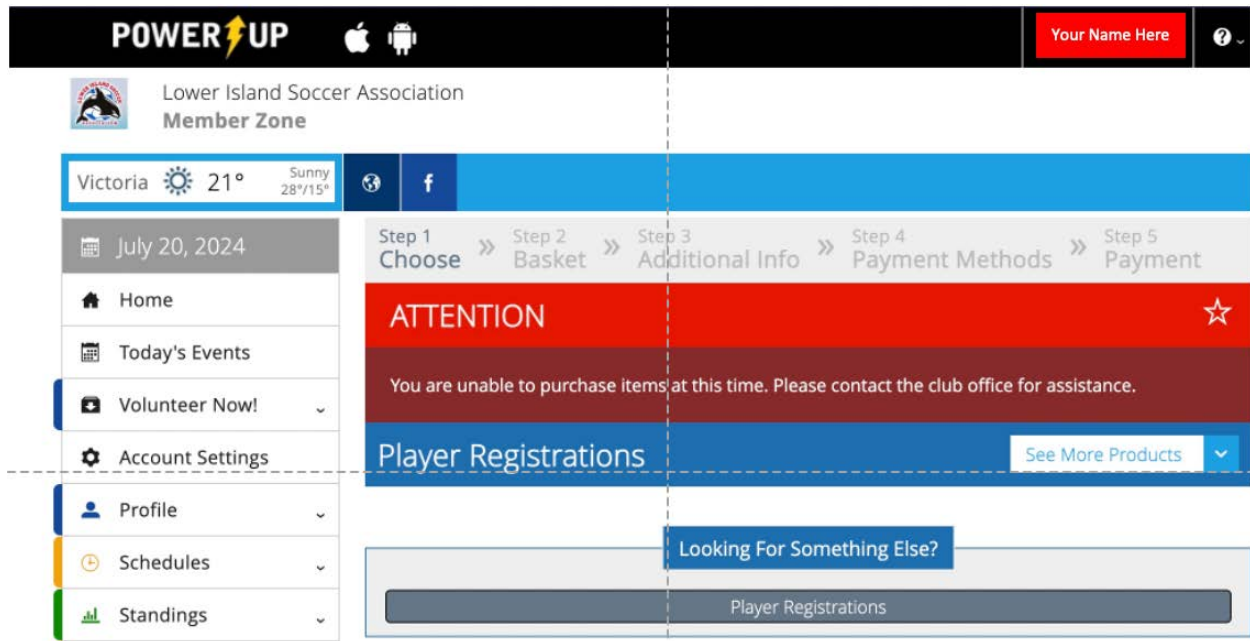 POWER UP
Your Name Here
Lower Island Soccer Association
Member Zone
Victoria 21° Sunny 28°/15°
July 20, 2024
Home
Today's Events
Volunteer Now!
Account Settings
Profile
Schedules
Standings
Step 1 » Step 2 » Step 3 » Step 4 » Step 5
Choose Basket Additional Info Payment Methods Payment
ATTENTION
You are unable to purchase items at this time. Please contact the club office for assistance.
Player Registrations
See More Products
Looking For Something Else?
Player Registrations